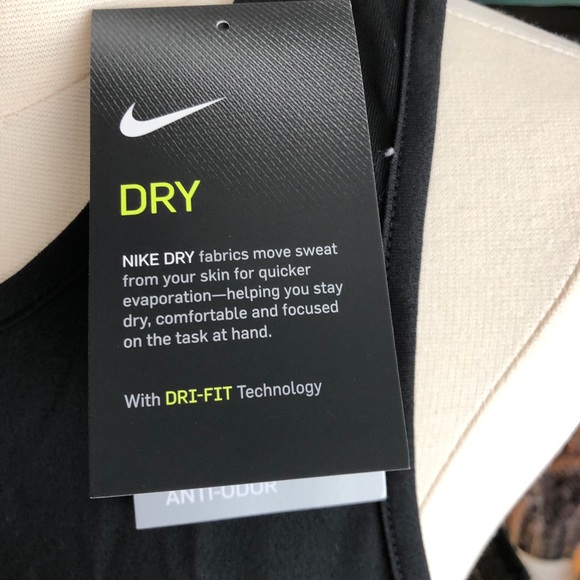 DRY
NIKE DRY fabrics move sweat
from your skin for quicker
evaporation—helping you stay
dry, comfortable and focused
on the task at hand.
With DRI-FIT Technology
ANTI-ODOR